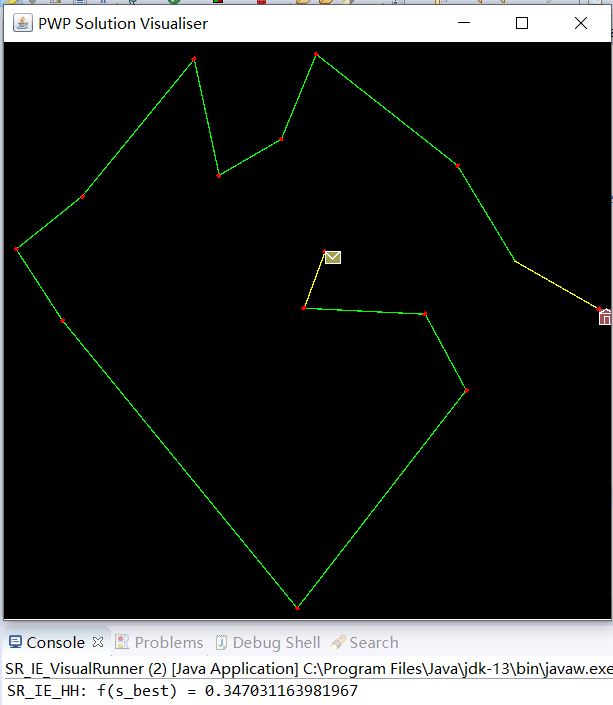 PWP Solution Visualiser
Console Problems Debug Shell Search
SR_IE_VisualRunner (2) [Java Application] C:\Program Files\Java\jdk-13\bin\javaw.exe
SR_IE_HH: f(s_best) = 0.347031163981967